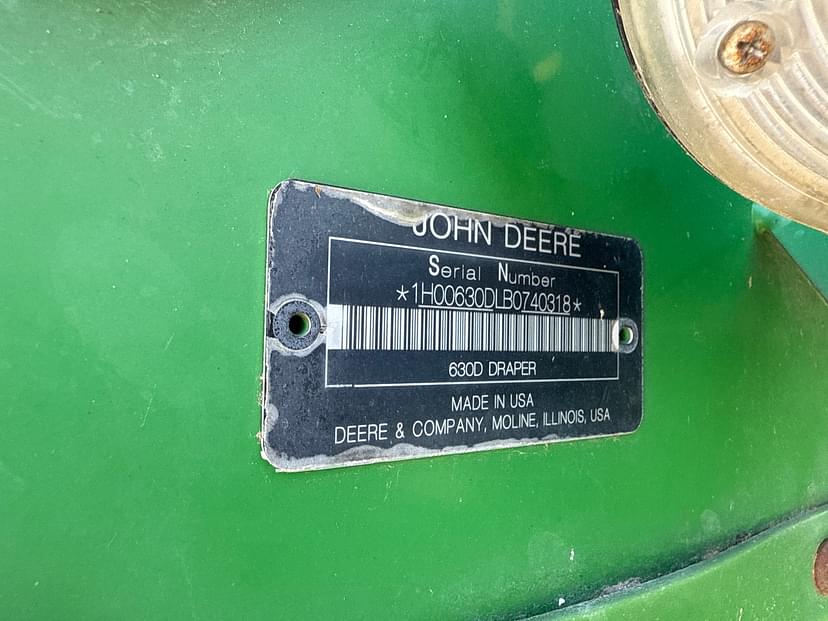 JOHN DEERE
Serial Number
*1H00630DLB0740318*
630D DRAPER
MADE IN USA
DEERE & COMPANY, MOLINE, ILLINOIS, USA